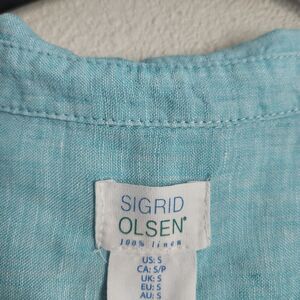 SIGRID
OLSEN®
100% linen
US: S
CA: S/P
UK: S
EU: S
AU: S